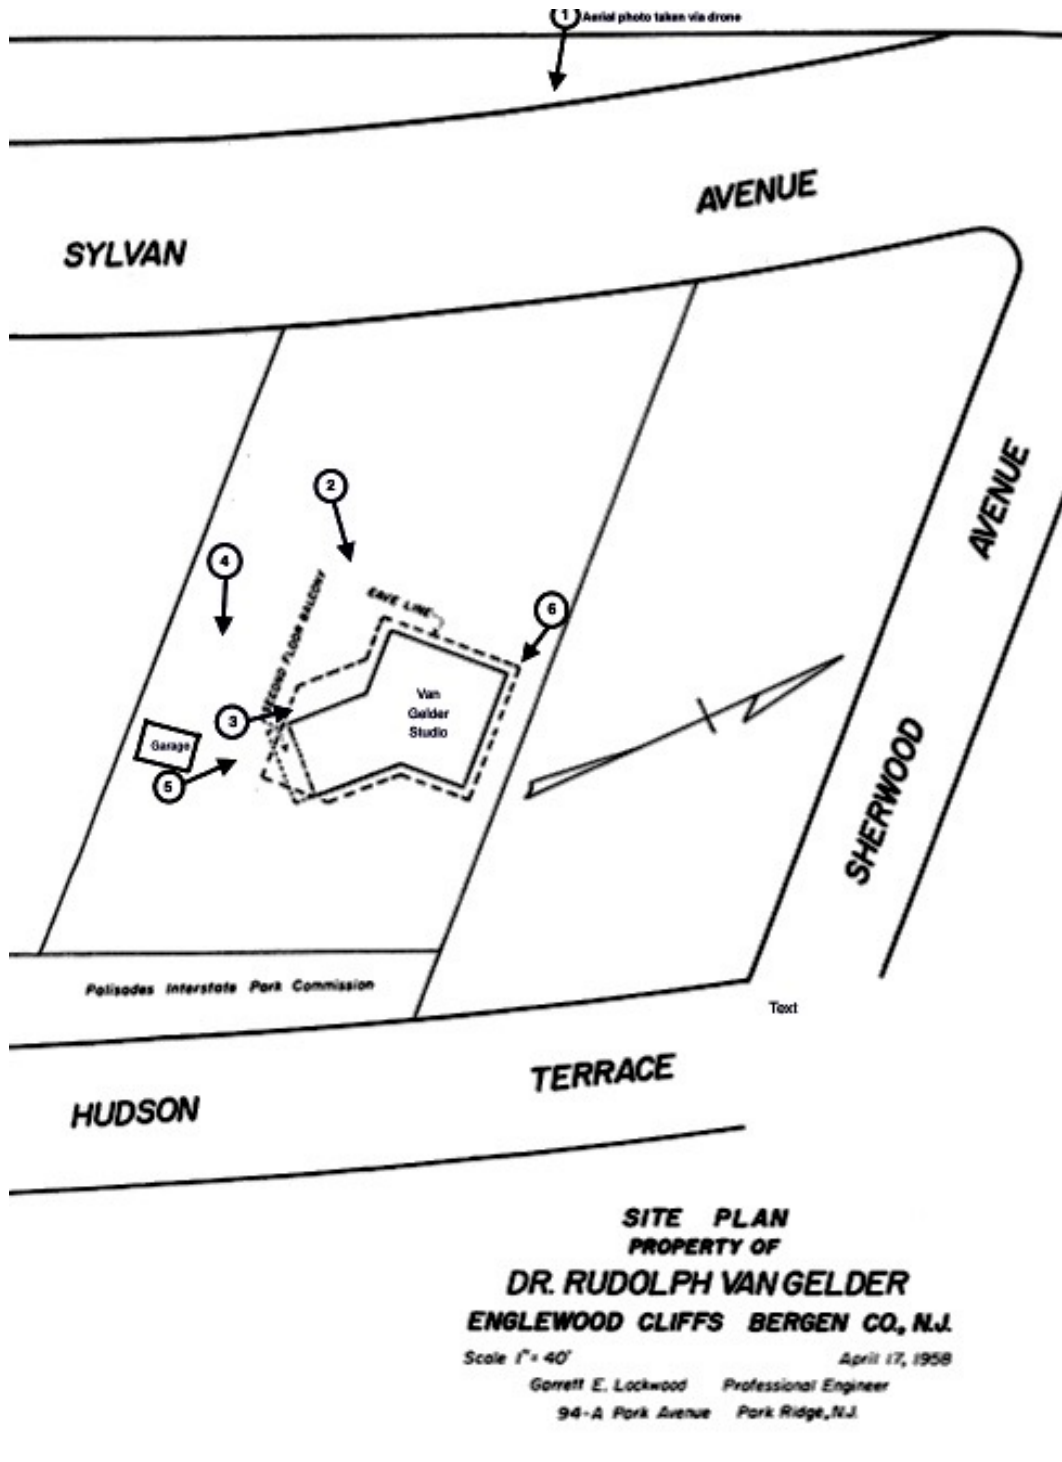 1 Aerial photo taken via drone
AVENUE
SYLVAN
AVENUE
2
4
SECOND FLOOR BALCONY
EAVE LINE
6
Van
Gelder
Studio
3
Garage
5
SHERWOOD
Palisades Interstate Park Commission
Text
TERRACE
HUDSON
SITE PLAN
PROPERTY OF
DR. RUDOLPH VAN GELDER
ENGLEWOOD CLIFFS BERGEN CO., N.J.
Scale 1"= 40' April 17, 1958
Garrett E. Lockwood Professional Engineer
94-A Park Avenue Park Ridge, N.J.